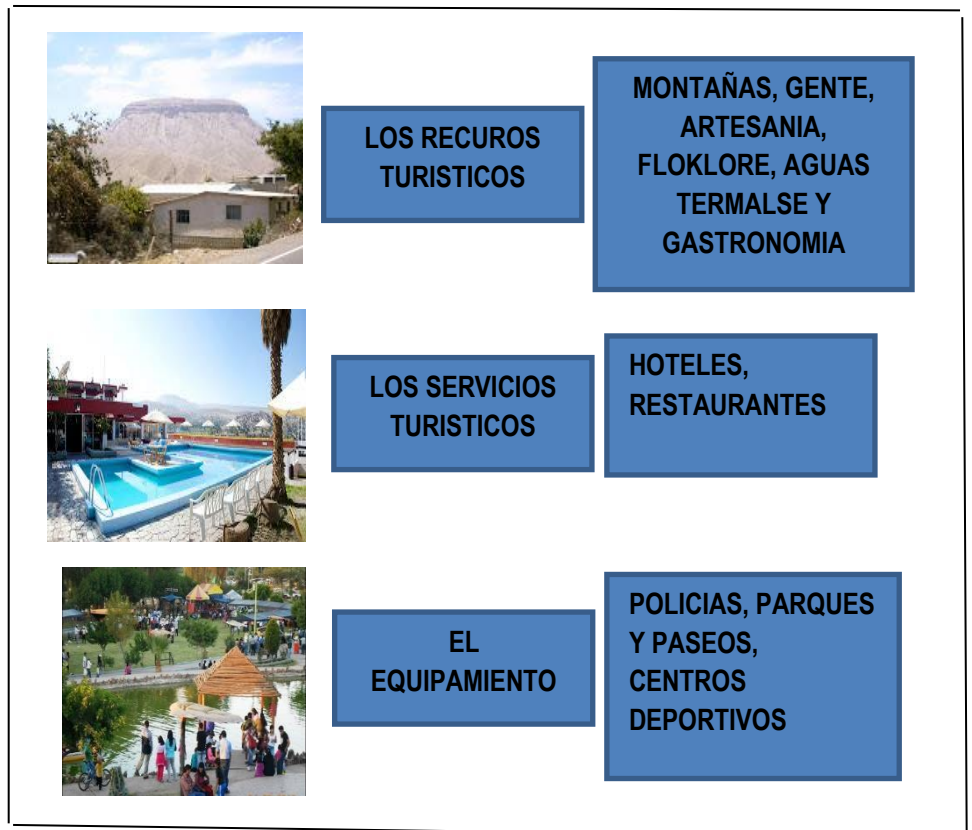 LOS RECUROS
TURISTICOS
MONTAÑAS, GENTE,
ARTESANIA,
FLOKLORE, AGUAS
TERMALSE Y
GASTRONOMIA
LOS SERVICIOS
TURISTICOS
HOTELES,
RESTAURANTES
EL
EQUIPAMIENTO
POLICIAS, PARQUES
Y PASEOS,
CENTROS
DEPORTIVOS